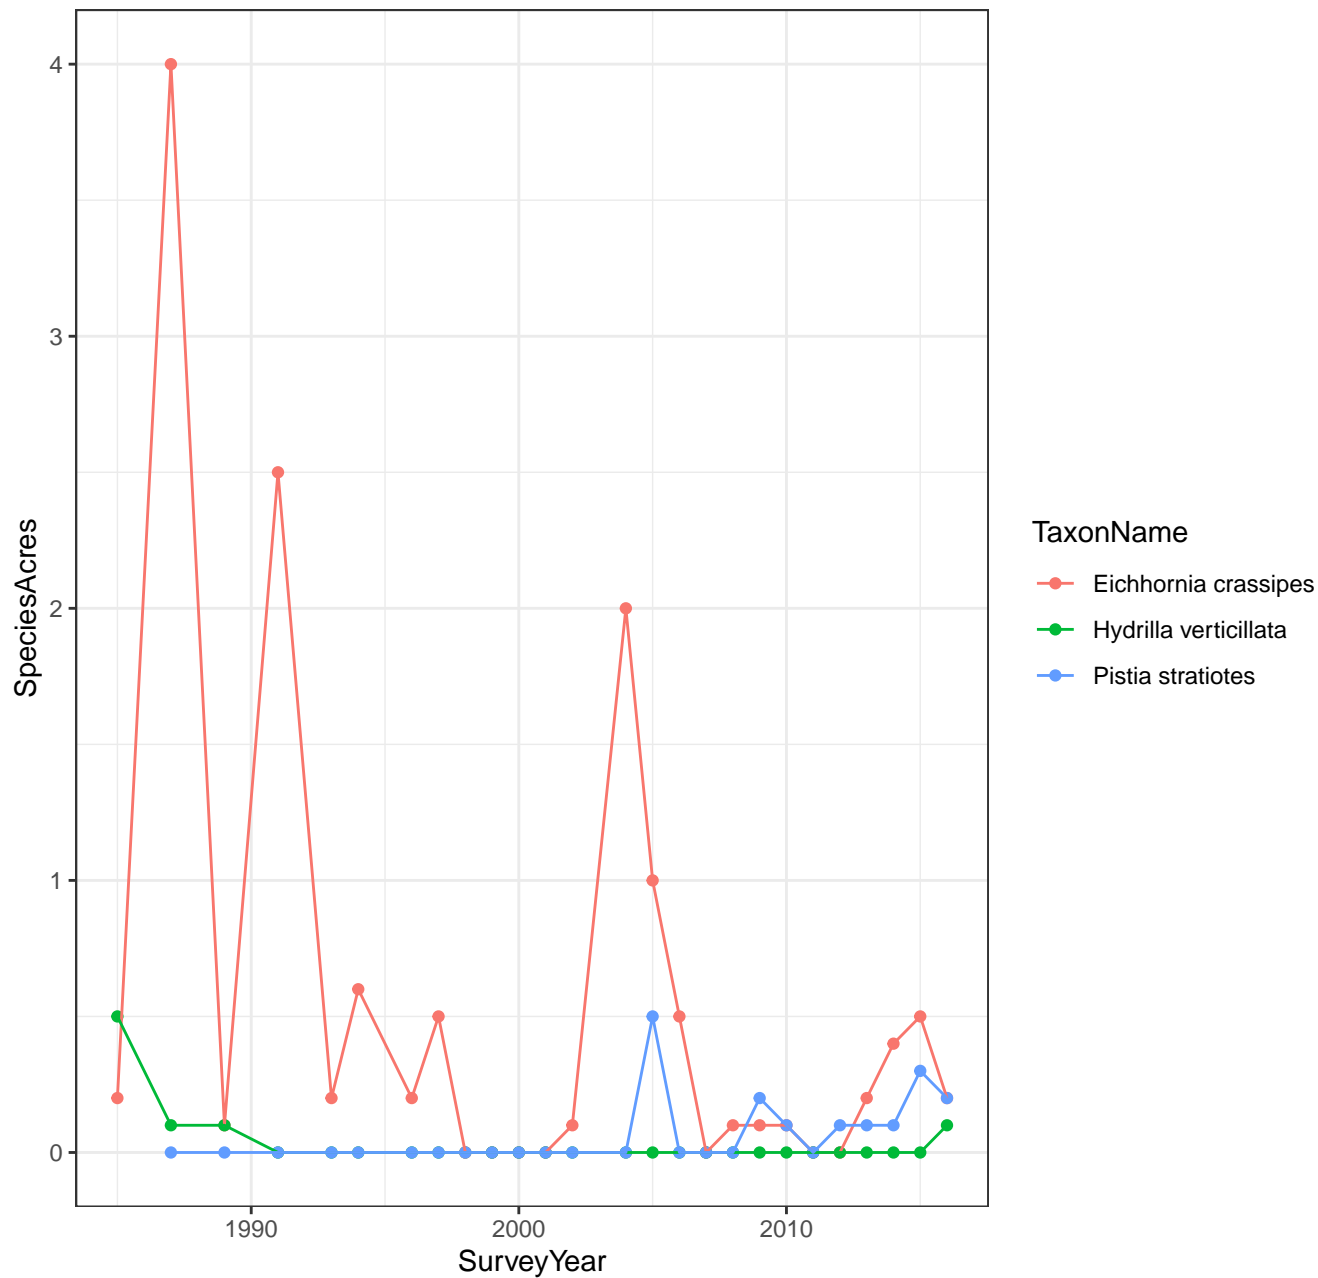 4
3
2
1
0
SpeciesAcres
1990 2000 2010
SurveyYear
TaxonName
Eichhornia crassipes
Hydrilla verticillata
Pistia stratiotes